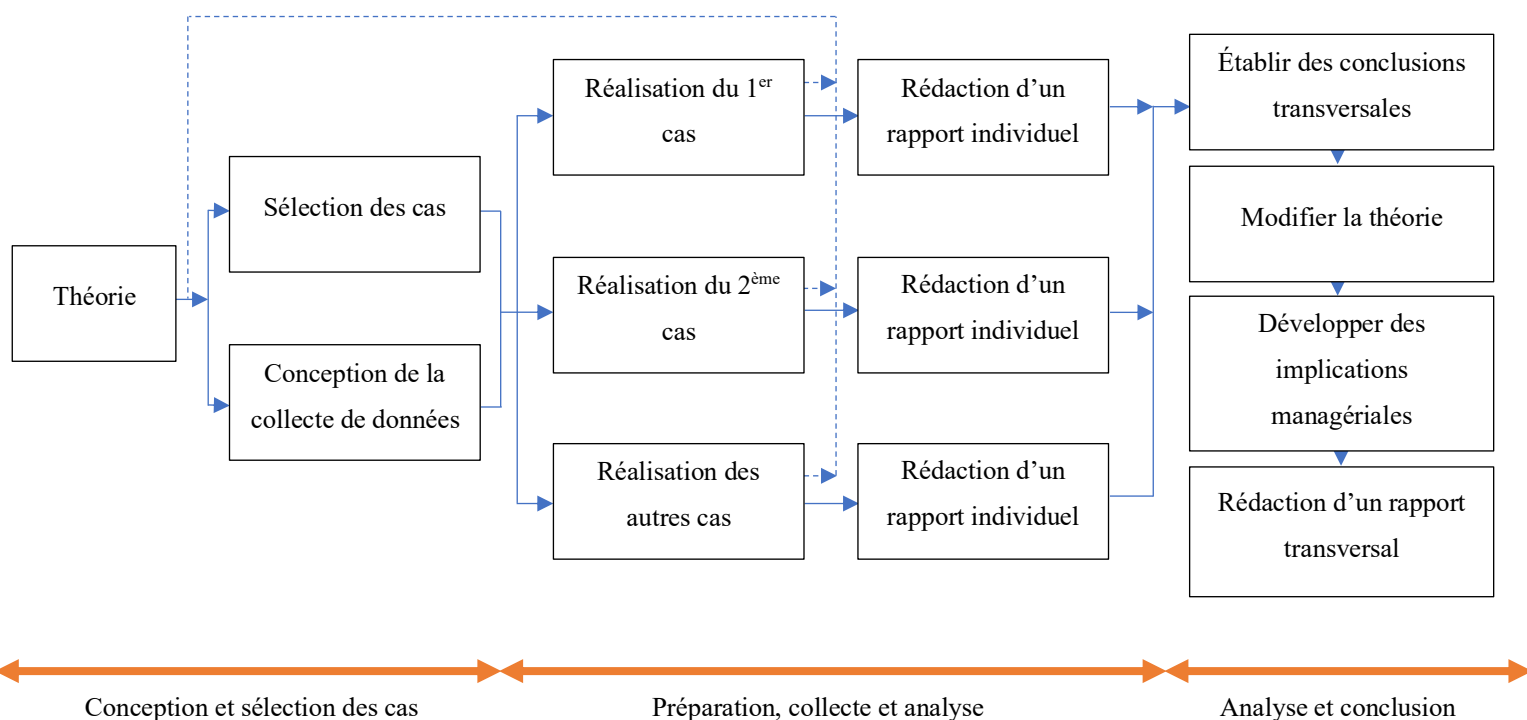 Théorie
Sélection des cas
Conception de la
collecte de données
Réalisation du 1er
cas
Réalisation du 2ème
cas
Réalisation des
autres cas
Rédaction d’un
rapport individuel
Rédaction d’un
rapport individuel
Rédaction d’un
rapport individuel
Établir des conclusions
transversales
Modifier la théorie
Développer des
implications
managériales
Rédaction d’un rapport
transversal
Conception et sélection des cas
Préparation, collecte et analyse
Analyse et conclusion